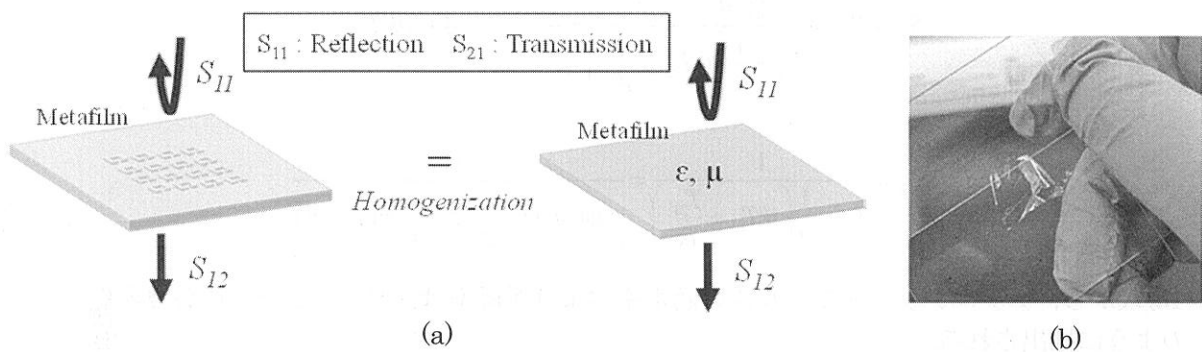 S11 : Reflection S21 : Transmission
S11
S11
Metafilm
Metafilm
=
ε, μ
Homogenization
S12
S12
(a)
(b)